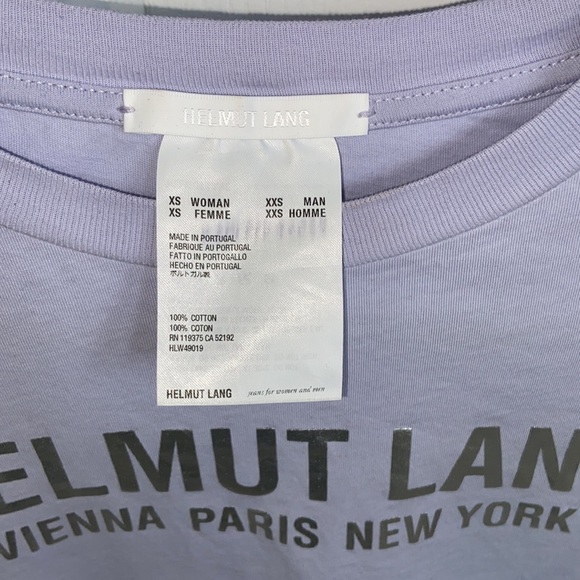 HELMUT LANG
XS WOMAN XXS MAN
XS FEMME XXS HOMME
MADE IN PORTUGAL
FABRIQUE AU PORTUGAL
FATTO IN PORTOGALLO
HECHO EN PORTUGAL
ポルトガル製
100% COTTON
100% COTON
RN 119375 CA 52192
HLW49019
HELMUT LANG jeans for women and men
HELMUT LANG
VIENNA PARIS NEW YORK